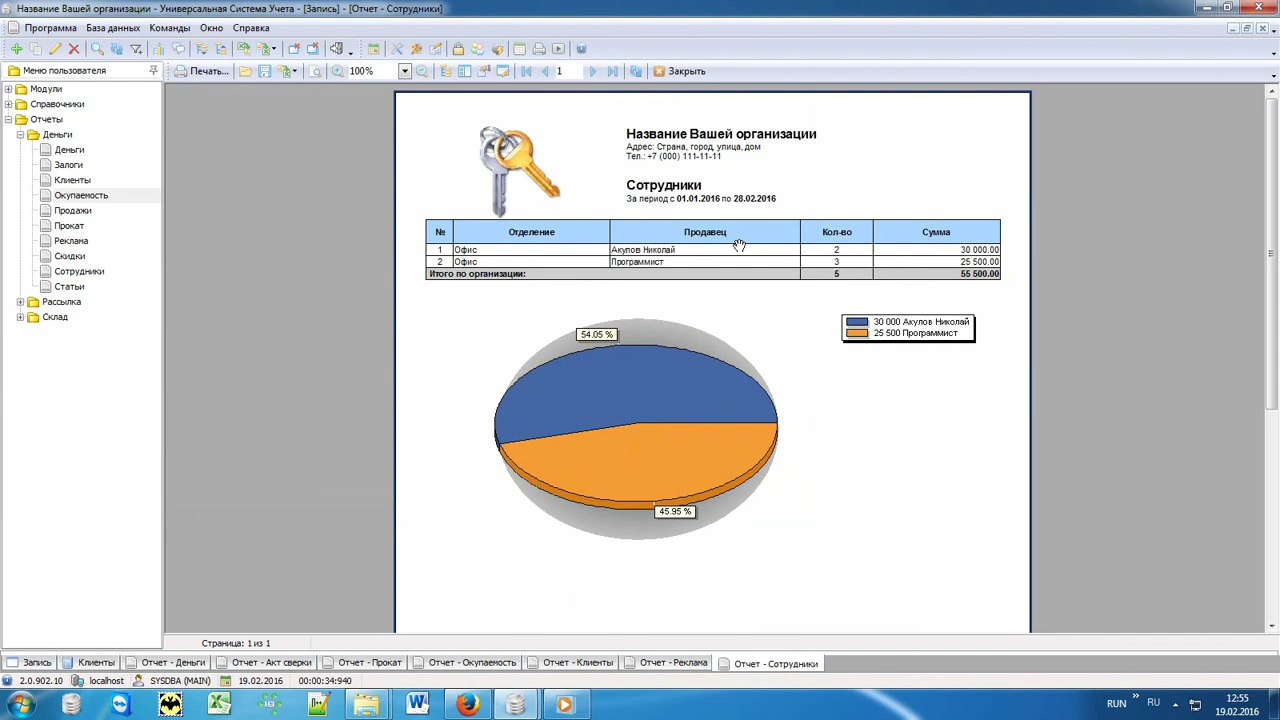 Название Вашей организации - Универсальная Система Учета - [Запись] - [Отчет - Сотрудники]
Программа База данных Команды Окно Справка
Меню пользователя
Печать... 100% 1 Закрыть
Модули
Справочники
Отчеты
Деньги
Деньги
Залоги
Клиенты
Окупаемость
Продажи
Прокат
Реклама
Скидки
Сотрудники
Статьи
Рассылка
Склад
Название Вашей организации
Адрес: Страна, город, улица, дом
Тел.: +7 (000) 111-11-11
Сотрудники
За период с 01.01.2016 по 28.02.2016
№ Отделение Продавец Кол-во Сумма
1 Офис Акулов Николай 2 30 000.00
2 Офис Программист 3 25 500.00
Итого по организации: 5 55 500.00
30 000 Акулов Николай
25 500 Программист
54.05 %
45.95 %
Страница: 1 из 1
Запись Клиенты Отчет - Деньги Отчет - Акт сверки Отчет - Прокат Отчет - Окупаемость Отчет - Клиенты Отчет - Реклама Отчет - Сотрудники
2.0.902.10 localhost SYSDBA (MAIN) 19.02.2016 00:00:34:940
RUN » RU 12:55
19.02.2016